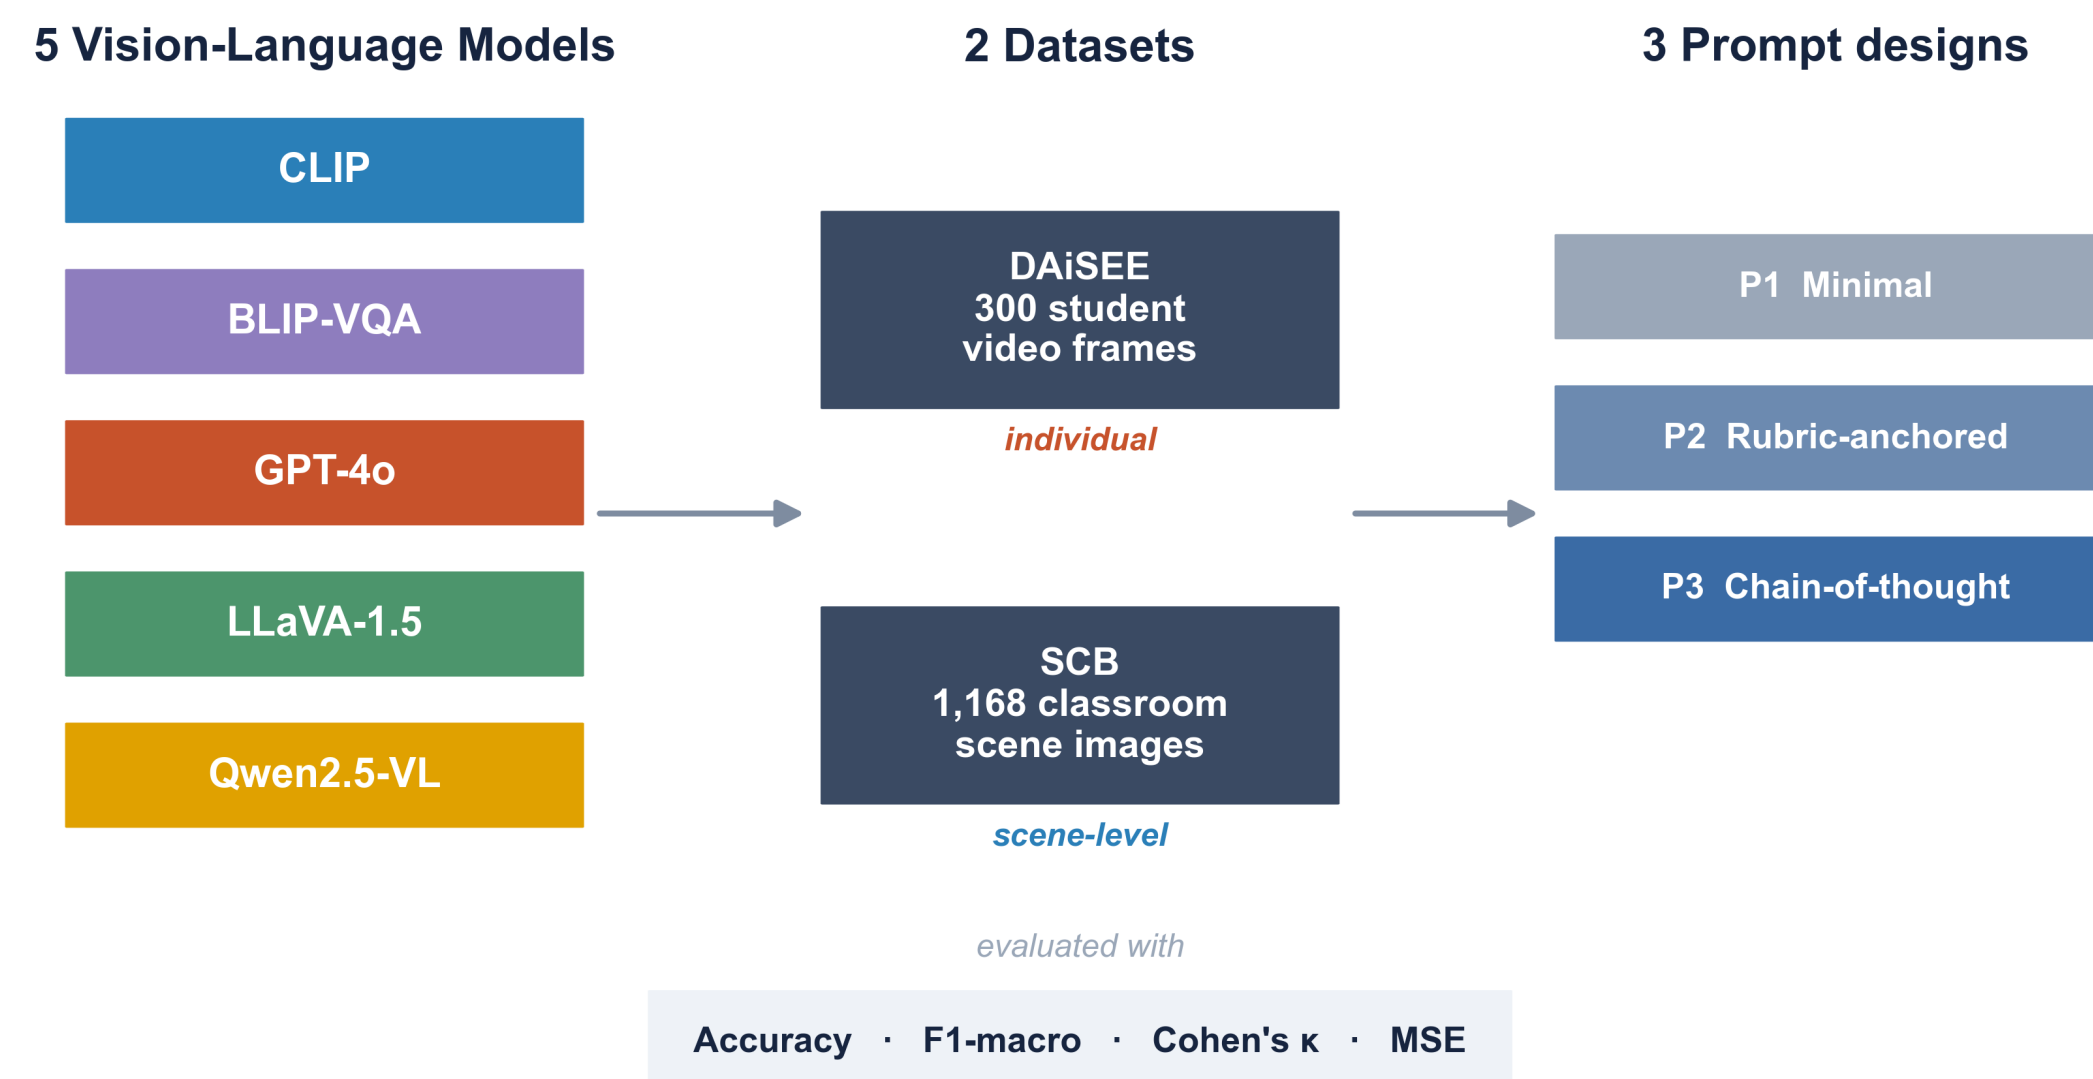 5 Vision-Language Models
CLIP
BLIP-VQA
GPT-4o
LLaVA-1.5
Qwen2.5-VL
2 Datasets
DAiSEE
300 student
video frames
individual
SCB
1,168 classroom
scene images
scene-level
3 Prompt designs
P1 Minimal
P2 Rubric-anchored
P3 Chain-of-thought
evaluated with
Accuracy · F1-macro · Cohen's κ · MSE